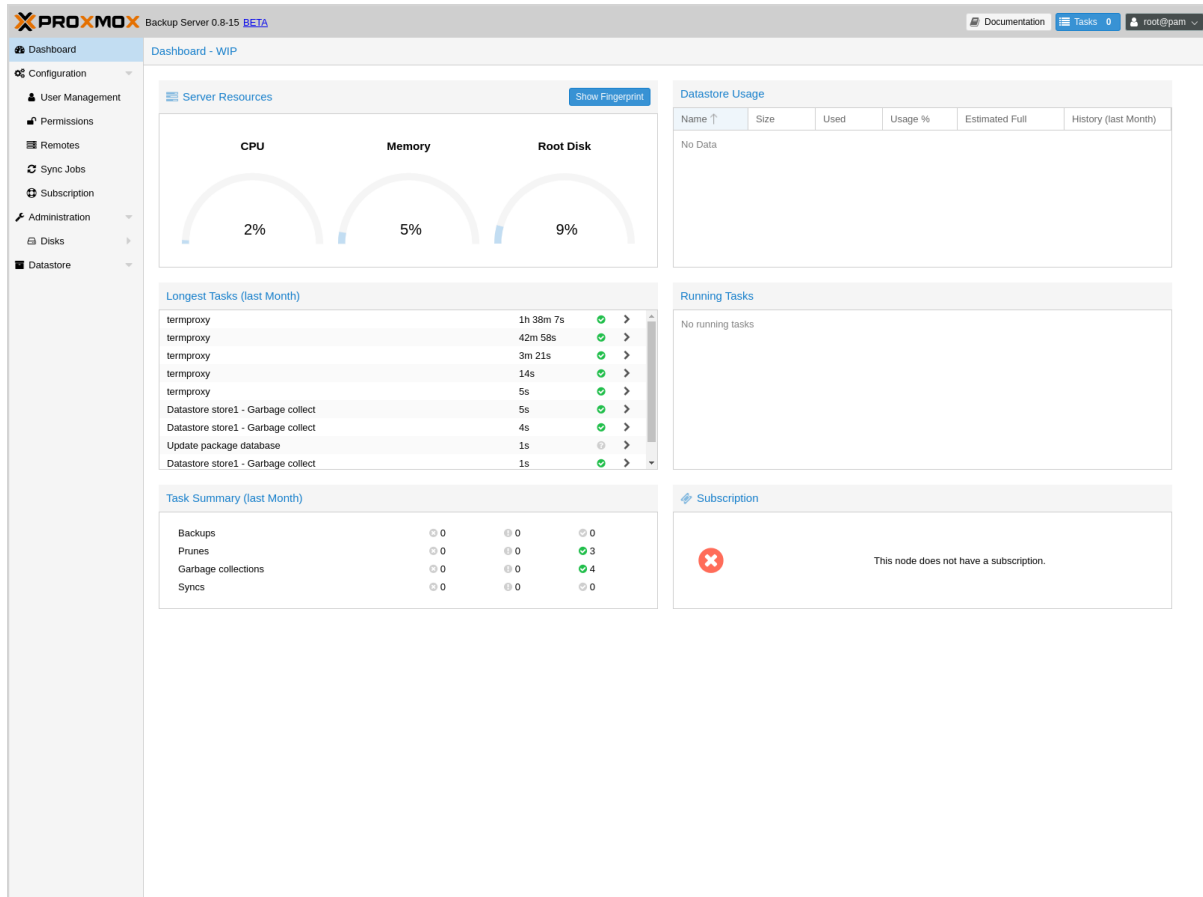 PROXMOX Backup Server 0.8-15 BETA
Documentation
Tasks 0
root@pam
Dashboard
Configuration
User Management
Permissions
Remotes
Sync Jobs
Subscription
Administration
Disks
Datastore
Dashboard - WIP
Server Resources
Show Fingerprint
CPU Memory Root Disk
2% 5% 9%
Datastore Usage
Name Size Used Usage % Estimated Full History (last Month)
No Data
Longest Tasks (last Month)
termproxy 1h 38m 7s
termproxy 42m 58s
termproxy 3m 21s
termproxy 14s
termproxy 5s
Datastore store1 - Garbage collect 5s
Datastore store1 - Garbage collect 4s
Update package database 1s
Datastore store1 - Garbage collect 1s
Running Tasks
No running tasks
Task Summary (last Month)
Backups 0 0 0
Prunes 0 0 3
Garbage collections 0 0 4
Syncs 0 0 0
Subscription
This node does not have a subscription.